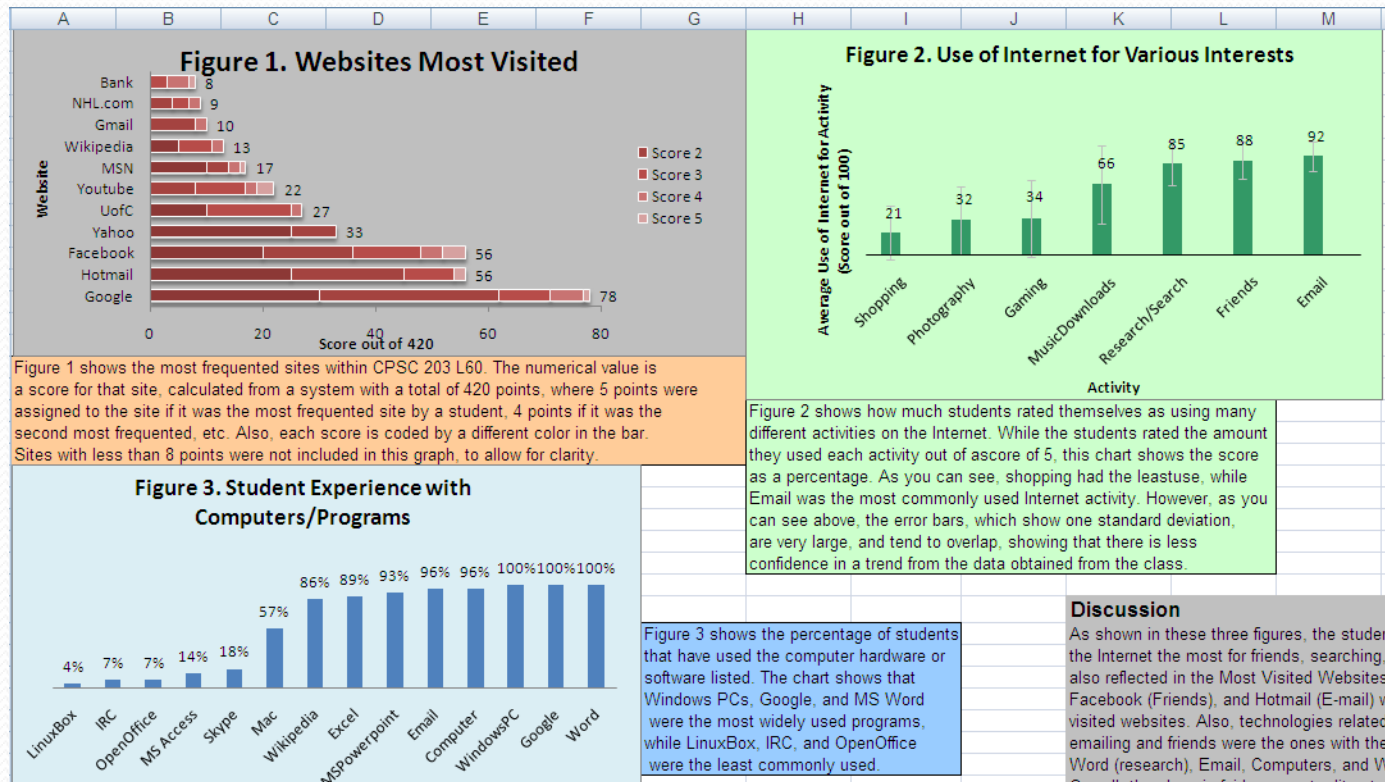 A B C D E F G H I J K L M
Figure 1. Websites Most Visited
Website
Bank 8
NHL.com 9
Gmail 10
Wikipedia 13
MSN 17
Youtube 22
UofC 27
Yahoo 33
Facebook 56
Hotmail 56
Google 78
0 20 40 60 80
Score out of 420
Score 2
Score 3
Score 4
Score 5
Figure 2. Use of Internet for Various Interests
Average Use of Internet for Activity
(Score out of 100)
21 32 34 66 85 88 92
Shopping Photography Gaming MusicDownloads Research/Search Friends Email
Activity
Figure 1 shows the most frequented sites within CPSC 203 L60. The numerical value is
a score for that site, calculated from a system with a total of 420 points, where 5 points were
assigned to the site if it was the most frequented site by a student, 4 points if it was the
second most frequented, etc. Also, each score is coded by a different color in the bar.
Sites with less than 8 points were not included in this graph, to allow for clarity.
Figure 2 shows how much students rated themselves as using many
different activities on the Internet. While the students rated the amount
they used each activity out of ascore of 5, this chart shows the score
as a percentage. As you can see, shopping had the leastuse, while
Email was the most commonly used Internet activity. However, as you
can see above, the error bars, which show one standard deviation,
are very large, and tend to overlap, showing that there is less
confidence in a trend from the data obtained from the class.
Figure 3. Student Experience with
Computers/Programs
4% 7% 7% 14% 18% 57% 86% 89% 93% 96% 96% 100% 100% 100%
LinuxBox IRC OpenOffice MS Access Skype Mac Wikipedia Excel MSPowerpoint Email Computer WindowsPC Google Word
Figure 3 shows the percentage of students
that have used the computer hardware or
software listed. The chart shows that
Windows PCs, Google, and MS Word
were the most widely used programs,
while LinuxBox, IRC, and OpenOffice
were the least commonly used.
Discussion
As shown in these three figures, the studen
the Internet the most for friends, searching,
also reflected in the Most Visited Websites
Facebook (Friends), and Hotmail (E-mail) w
visited websites. Also, technologies related
emailing and friends were the ones with the
Word (research), Email, Computers, and W